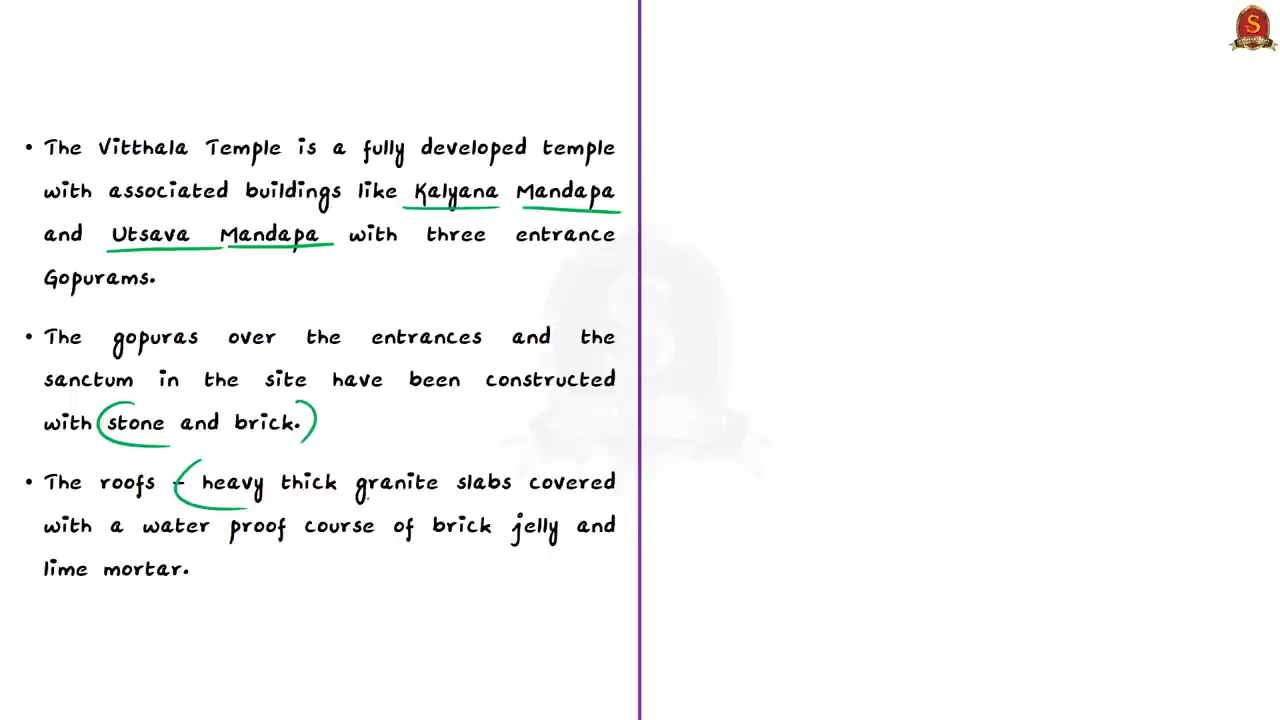 • The Vitthala Temple is a fully developed temple
with associated buildings like Kalyana Mandapa
and Utsava Mandapa with three entrance
Gopurams.
• The gopuras over the entrances and the
sanctum in the site have been constructed
with stone and brick.
• The roofs - heavy thick granite slabs covered
with a water proof course of brick jelly and
lime mortar.
S
S